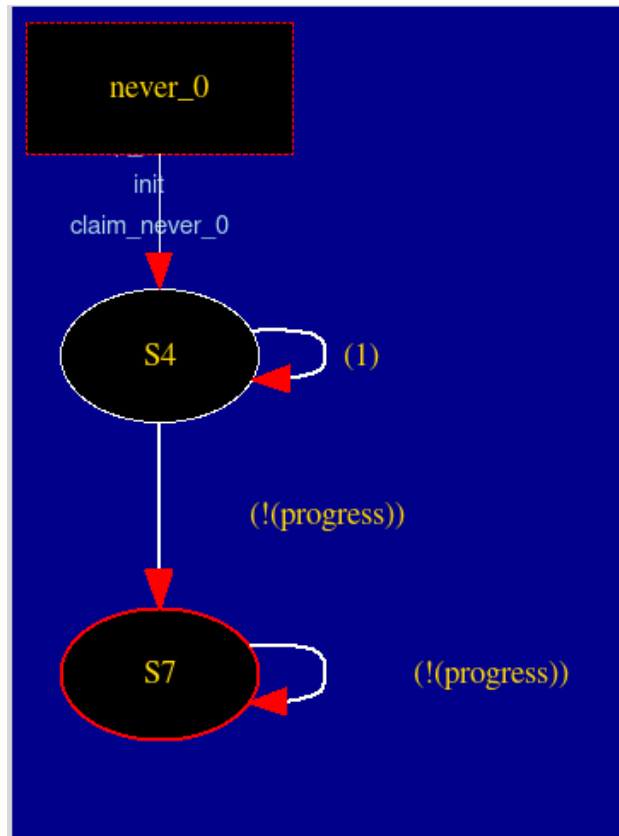 never_0
init
claim_never_0
S4
(1)
(!(progress))
S7
(!(progress))